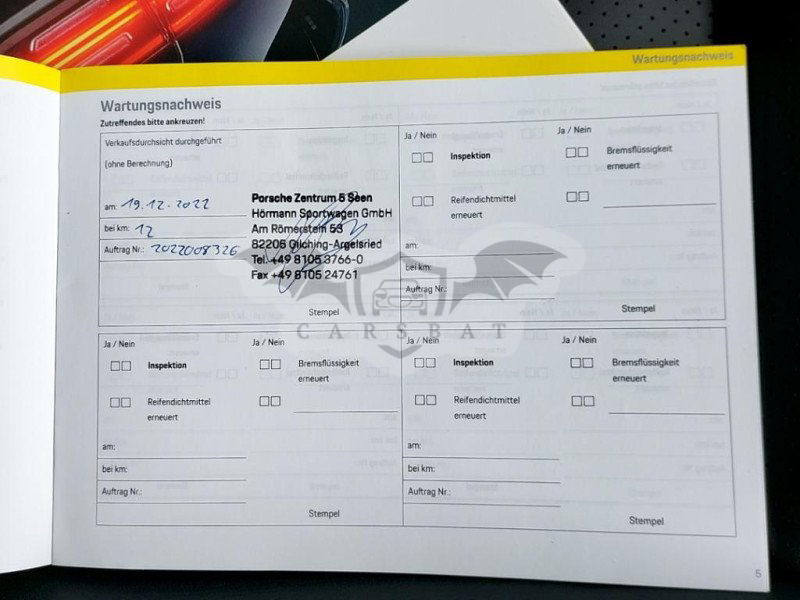 Wartungsnachweis
Wartungsnachweis
Zutreffendes bitte ankreuzen!
Verkaufsdurchsicht durchgeführt
(ohne Berechnung)
am: 19.12.2022
bei km: 12
Auftrag Nr.: 2022008326
Porsche Zentrum 5 Seen
Hörmann Sportwagen GmbH
Am Römerstein 53
82205 Gilching-Argelsried
Tel. +49 8105 3766-0
Fax +49 8105 24761
Stempel
Ja / Nein
Ja / Nein
Inspektion
Bremsflüssigkeit
erneuert
Reifendichtmittel
erneuert
am:
bei km:
Auftrag Nr.:
Stempel
CARSBAT
Ja / Nein
Ja / Nein
Inspektion
Bremsflüssigkeit
erneuert
Reifendichtmittel
erneuert
am:
bei km:
Auftrag Nr.:
Stempel
Ja / Nein
Ja / Nein
Inspektion
Bremsflüssigkeit
erneuert
Reifendichtmittel
erneuert
am:
bei km:
Auftrag Nr.:
Stempel
5